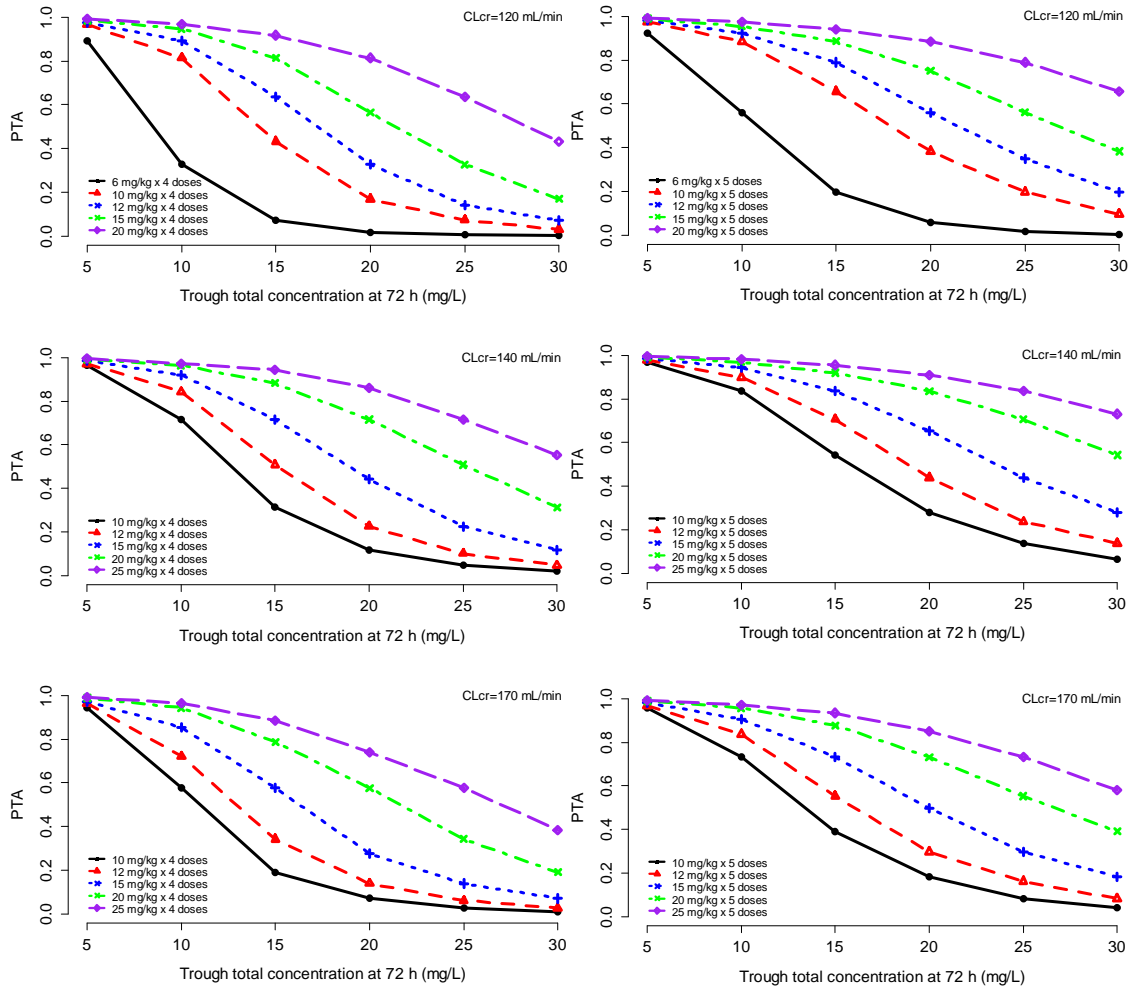 CLcr=120 mL/min
PTA
1.0
0.8
0.6
0.4
0.2
0.0
6 mg/kg x 4 doses
10 mg/kg x 4 doses
12 mg/kg x 4 doses
15 mg/kg x 4 doses
20 mg/kg x 4 doses
5 10 15 20 25 30
Trough total concentration at 72 h (mg/L)
CLcr=120 mL/min
PTA
1.0
0.8
0.6
0.4
0.2
0.0
6 mg/kg x 5 doses
10 mg/kg x 5 doses
12 mg/kg x 5 doses
15 mg/kg x 5 doses
20 mg/kg x 5 doses
5 10 15 20 25 30
Trough total concentration at 72 h (mg/L)
CLcr=140 mL/min
PTA
1.0
0.8
0.6
0.4
0.2
0.0
10 mg/kg x 4 doses
12 mg/kg x 4 doses
15 mg/kg x 4 doses
20 mg/kg x 4 doses
25 mg/kg x 4 doses
5 10 15 20 25 30
Trough total concentration at 72 h (mg/L)
CLcr=140 mL/min
PTA
1.0
0.8
0.6
0.4
0.2
0.0
10 mg/kg x 5 doses
12 mg/kg x 5 doses
15 mg/kg x 5 doses
20 mg/kg x 5 doses
25 mg/kg x 5 doses
5 10 15 20 25 30
Trough total concentration at 72 h (mg/L)
CLcr=170 mL/min
PTA
1.0
0.8
0.6
0.4
0.2
0.0
10 mg/kg x 4 doses
12 mg/kg x 4 doses
15 mg/kg x 4 doses
20 mg/kg x 4 doses
25 mg/kg x 4 doses
5 10 15 20 25 30
Trough total concentration at 72 h (mg/L)
CLcr=170 mL/min
PTA
1.0
0.8
0.6
0.4
0.2
0.0
10 mg/kg x 5 doses
12 mg/kg x 5 doses
15 mg/kg x 5 doses
20 mg/kg x 5 doses
25 mg/kg x 5 doses
5 10 15 20 25 30
Trough total concentration at 72 h (mg/L)